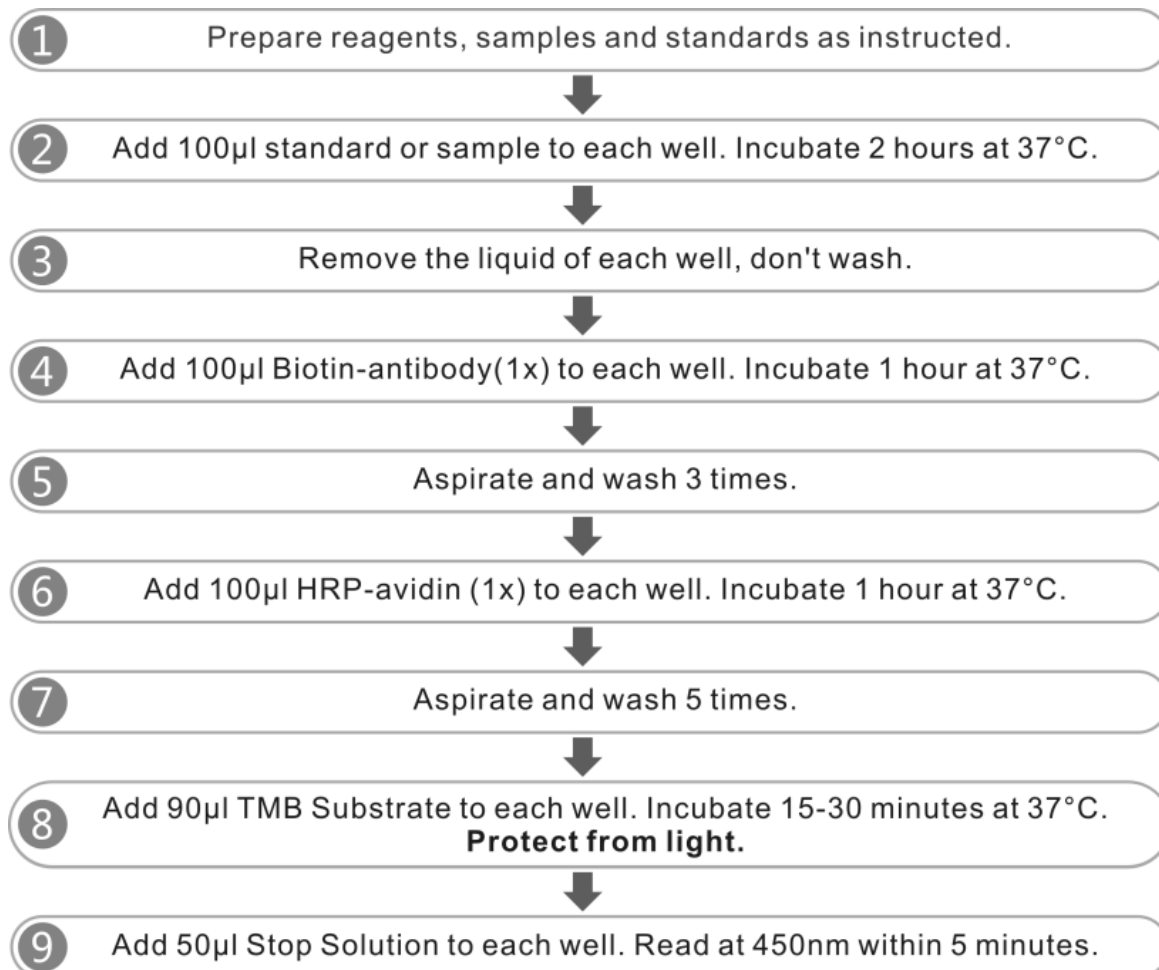 1 Prepare reagents, samples and standards as instructed.
2 Add 100µl standard or sample to each well. Incubate 2 hours at 37°C.
3 Remove the liquid of each well, don't wash.
4 Add 100µl Biotin-antibody(1x) to each well. Incubate 1 hour at 37°C.
5 Aspirate and wash 3 times.
6 Add 100µl HRP-avidin (1x) to each well. Incubate 1 hour at 37°C.
7 Aspirate and wash 5 times.
8 Add 90µl TMB Substrate to each well. Incubate 15-30 minutes at 37°C.
Protect from light.
9 Add 50µl Stop Solution to each well. Read at 450nm within 5 minutes.